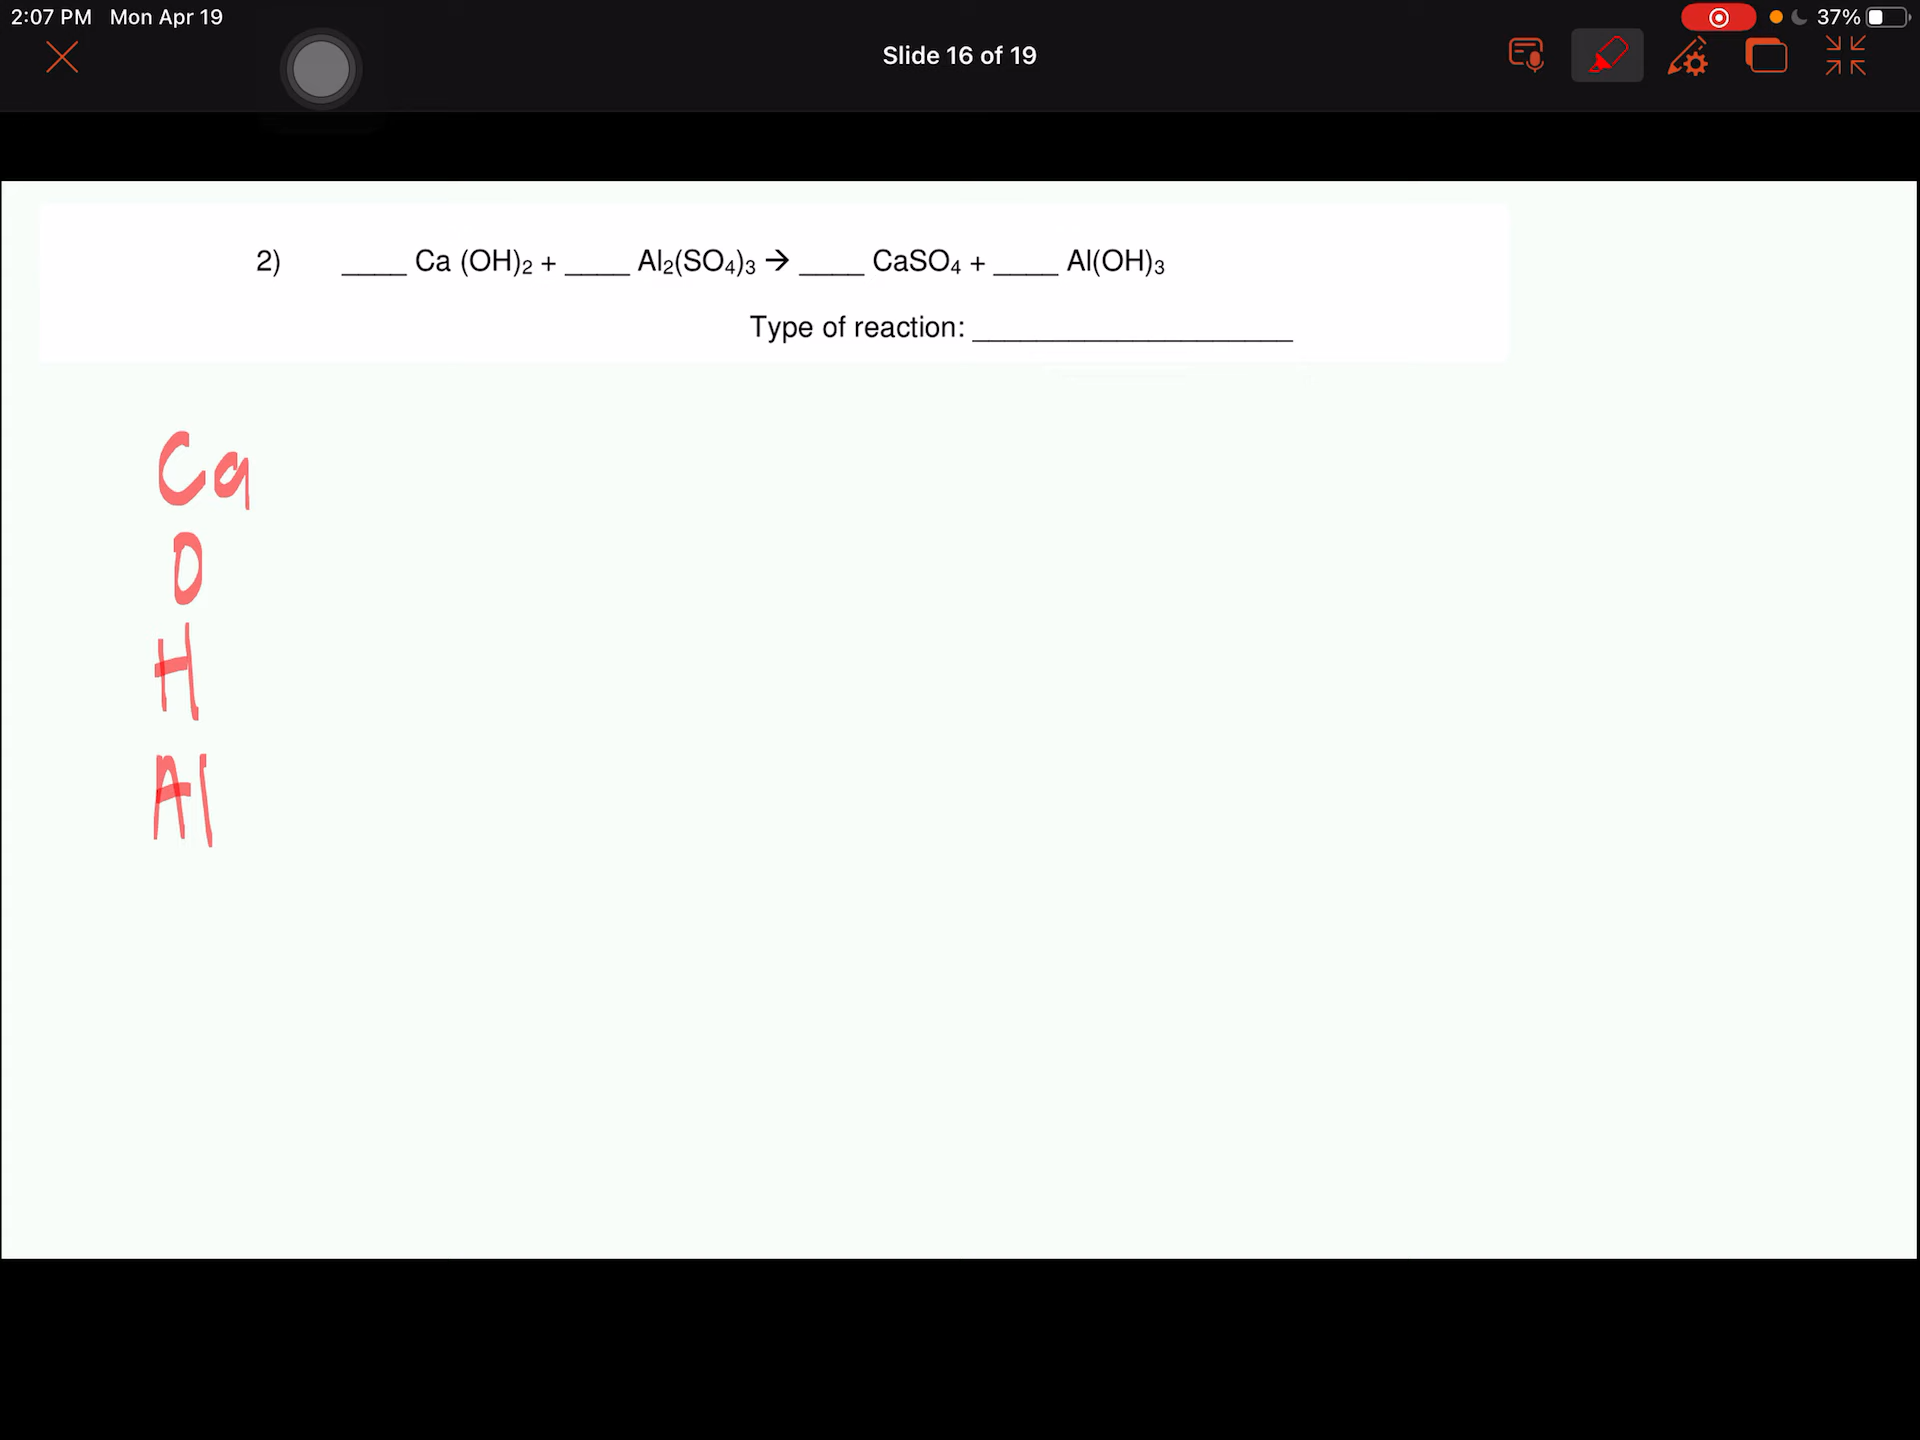 2:07 PM Mon Apr 19
37%
Slide 16 of 19
2) ____ Ca (OH)₂ + ____ Al₂(SO₄)₃ → ____ CaSO₄ + ____ Al(OH)₃
Type of reaction: ____________________
Ca
O
H
Al